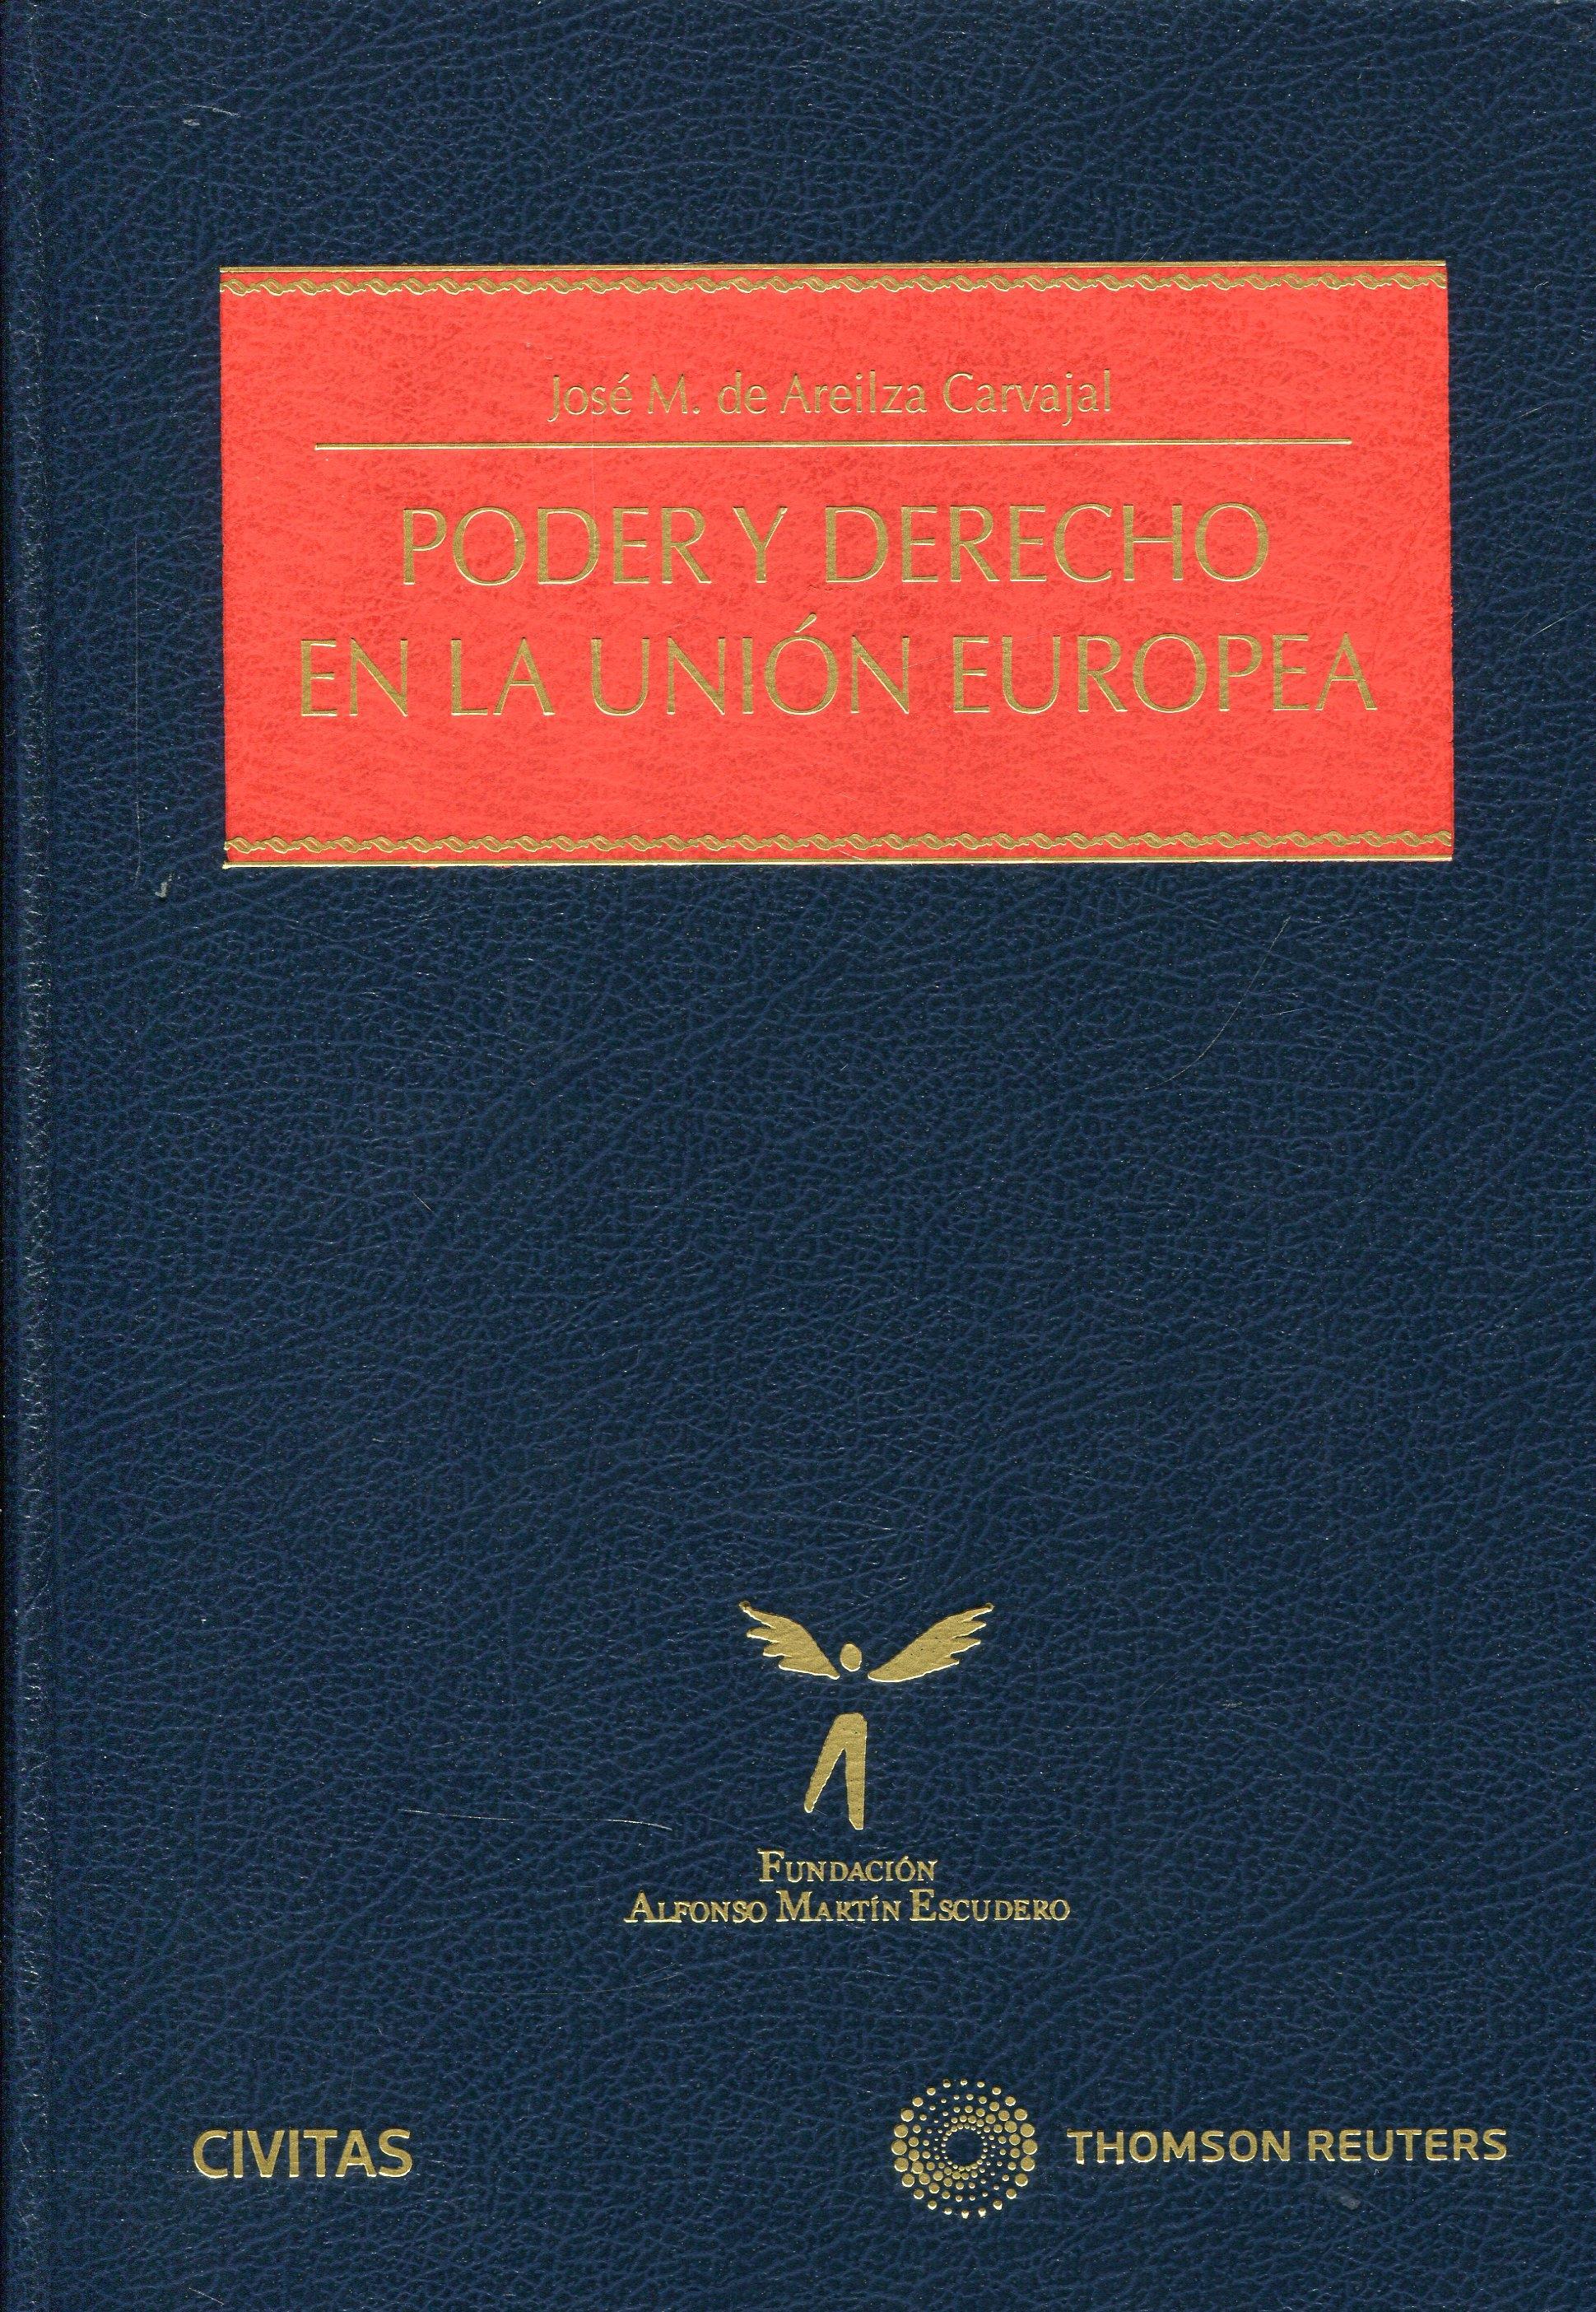 José M. de Areilza Carvajal
PODER Y DERECHO
EN LA UNIÓN EUROPEA
FUNDACIÓN
ALFONSO MARTÍN ESCUDERO
CIVITAS
THOMSON REUTERS